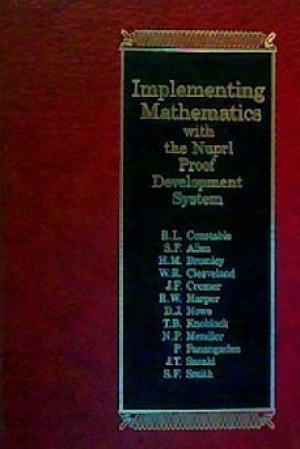 Implementing
Mathematics
with
the Nuprl
Proof
Development
System
R.L. Constable
S.F. Allen
H.M. Bromley
W.R. Cleaveland
J.F. Cremer
R.W. Harper
D.J. Howe
T.B. Knoblock
N.P. Mendler
P. Panangaden
J.T. Sasaki
S.F. Smith